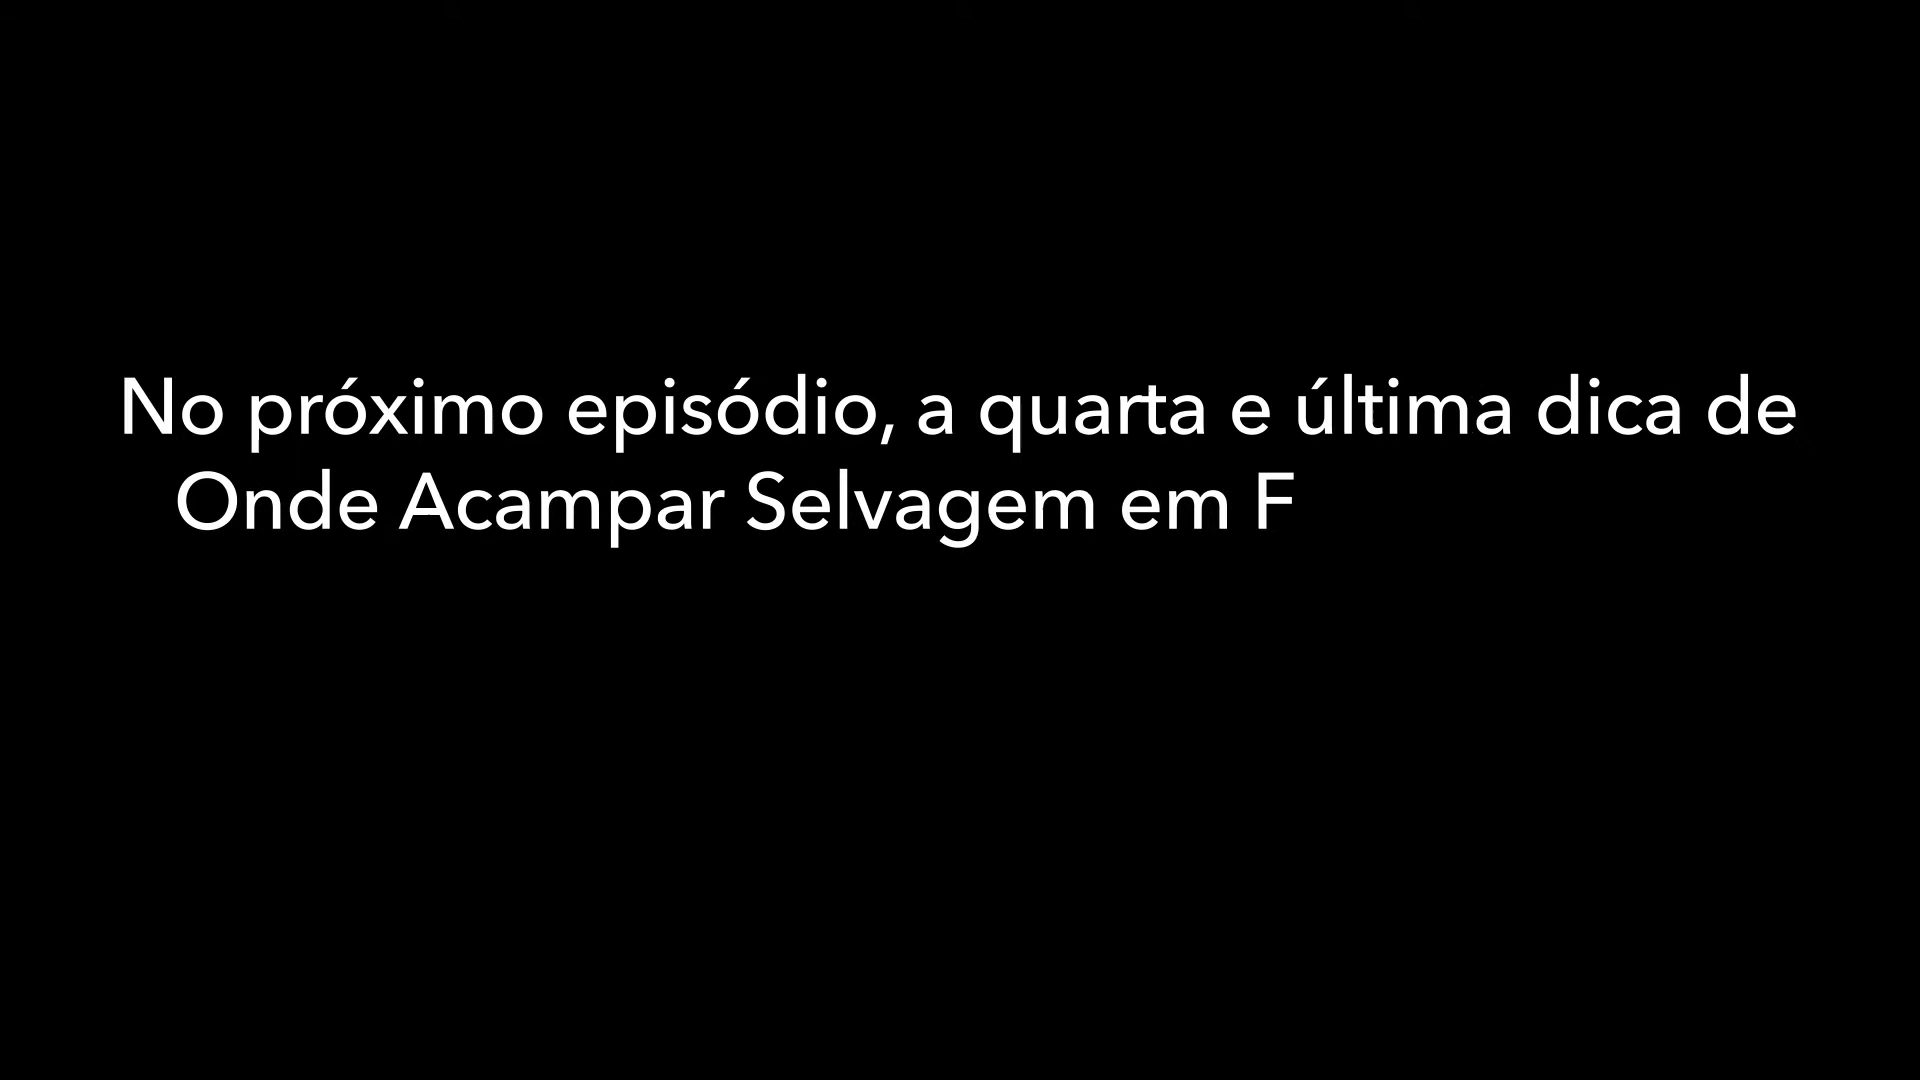 No próximo episódio, a quarta e última dica de
Onde Acampar Selvagem em F